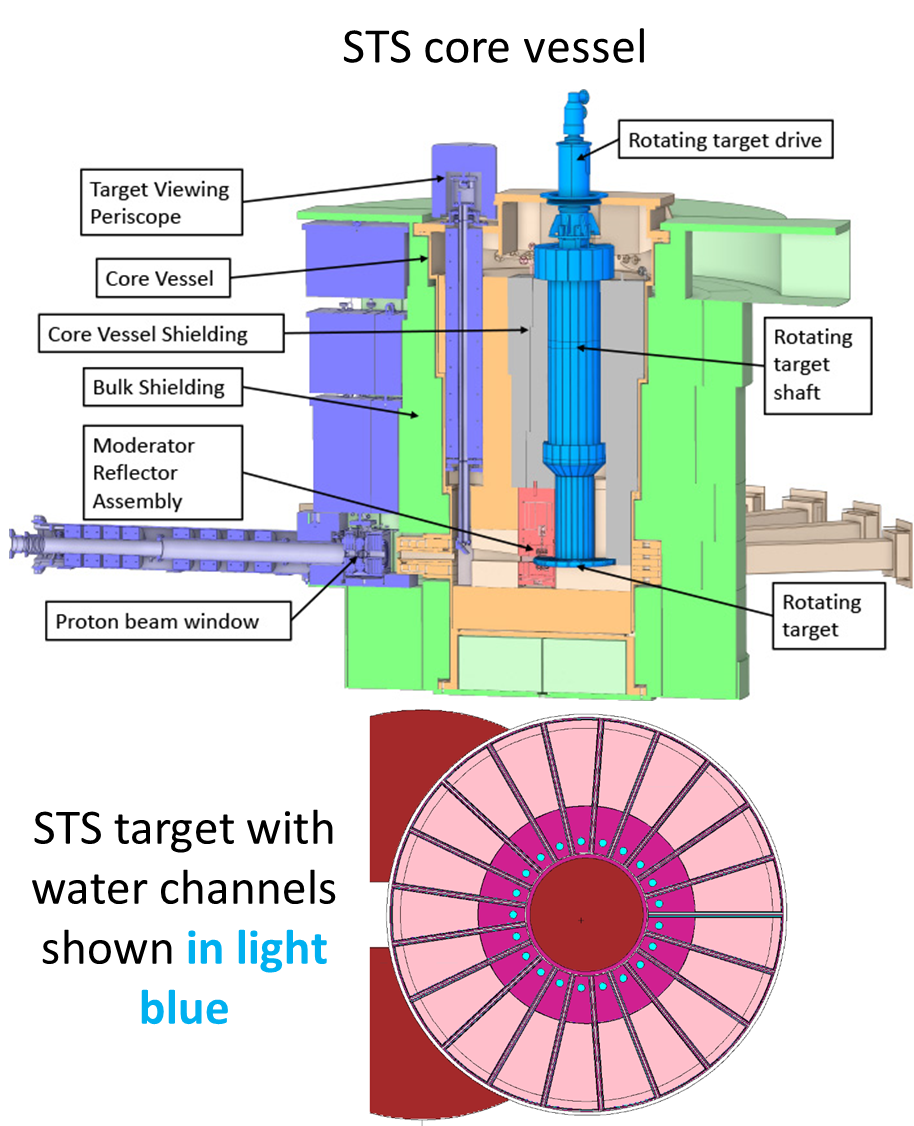 STS core vessel
Rotating target drive
Target Viewing
Periscope
Core Vessel
Core Vessel Shielding
Rotating
target
shaft
Bulk Shielding
Moderator
Reflector
Assembly
Proton beam window
Rotating
target
STS target with
water channels
shown in light
blue